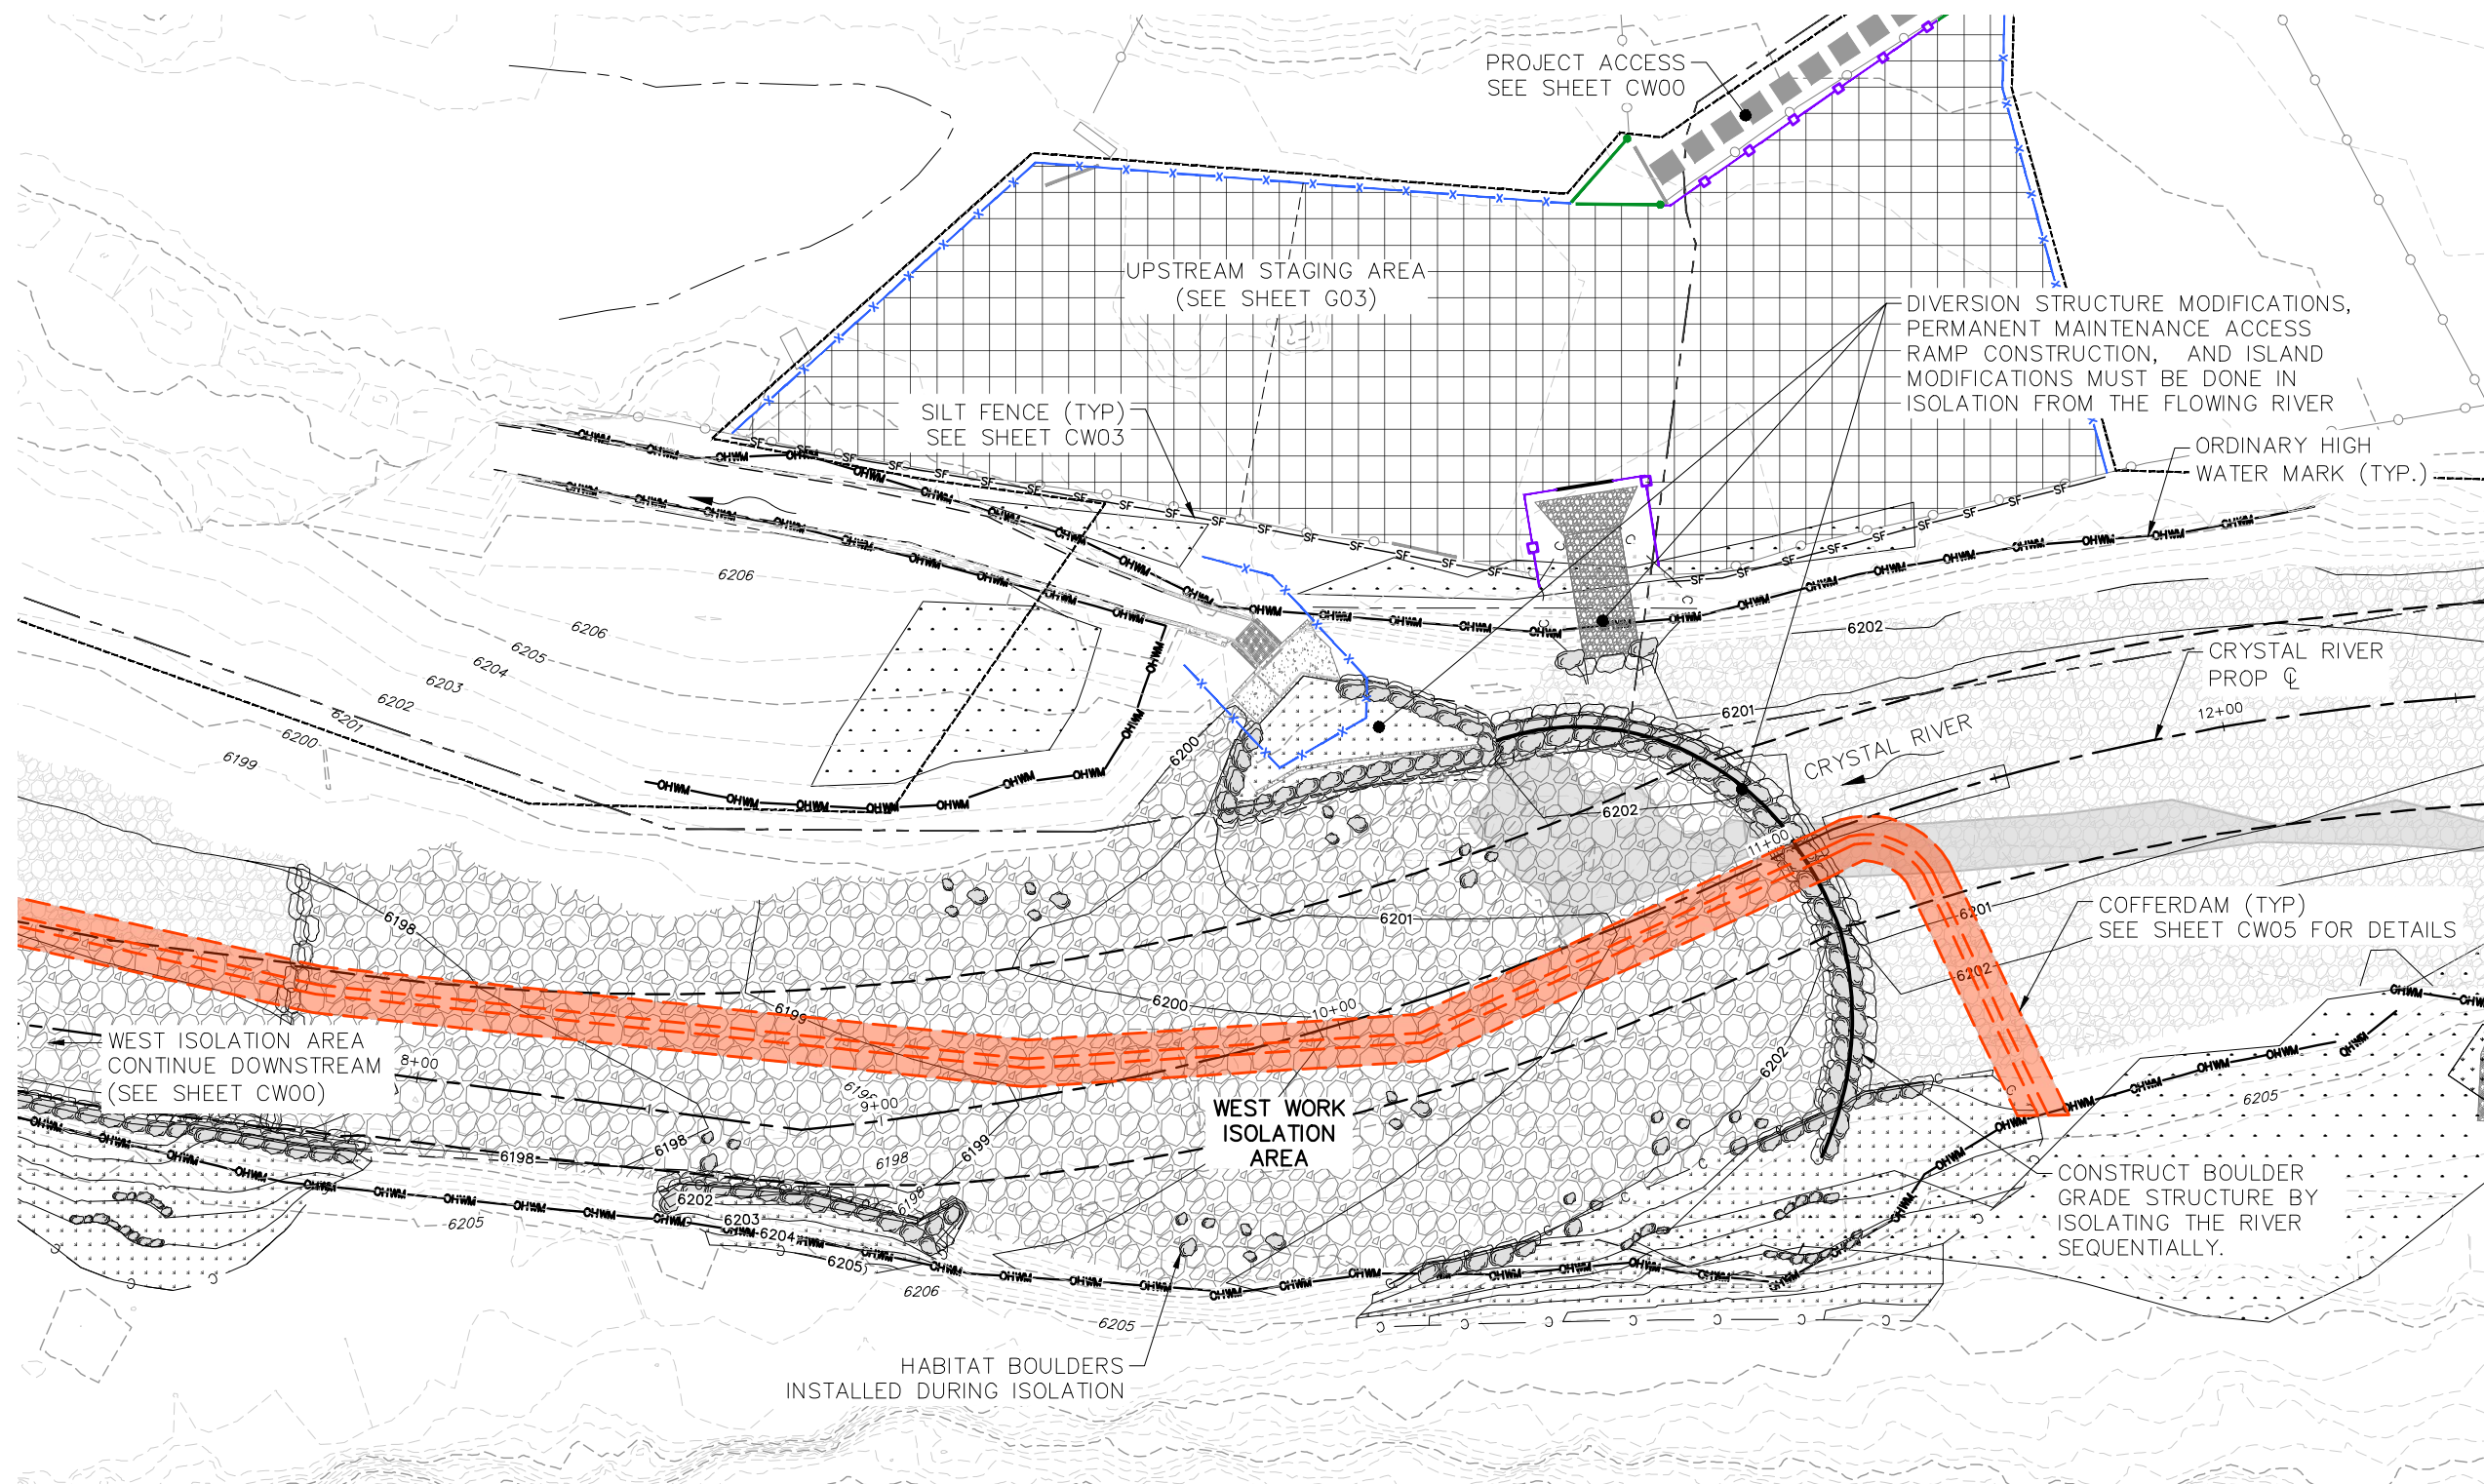 PROJECT ACCESS
SEE SHEET CW00
UPSTREAM STAGING AREA
(SEE SHEET G03)
DIVERSION STRUCTURE MODIFICATIONS,
PERMANENT MAINTENANCE ACCESS
RAMP CONSTRUCTION, AND ISLAND
MODIFICATIONS MUST BE DONE IN
ISOLATION FROM THE FLOWING RIVER
SILT FENCE (TYP)
SEE SHEET CW03
ORDINARY HIGH
WATER MARK (TYP.)
6206
6206
6205
6204
6203
6202
6201
6200
6199
6202
CRYSTAL RIVER
PROP ℄
6201
12+00
CRYSTAL RIVER
6200
6202
11+00
6201
6201
COFFERDAM (TYP)
SEE SHEET CW05 FOR DETAILS
6198
6202
6200
10+00
6199
WEST ISOLATION AREA
CONTINUE DOWNSTREAM
(SEE SHEET CW00)
8+00
9+00
6202
6205
WEST WORK
ISOLATION
AREA
6198
6198
6198
6199
6198
6202
6203
6204
6205
6205
6206
6205
CONSTRUCT BOULDER
GRADE STRUCTURE BY
ISOLATING THE RIVER
SEQUENTIALLY.
HABITAT BOULDERS
INSTALLED DURING ISOLATION
OHWM
SF